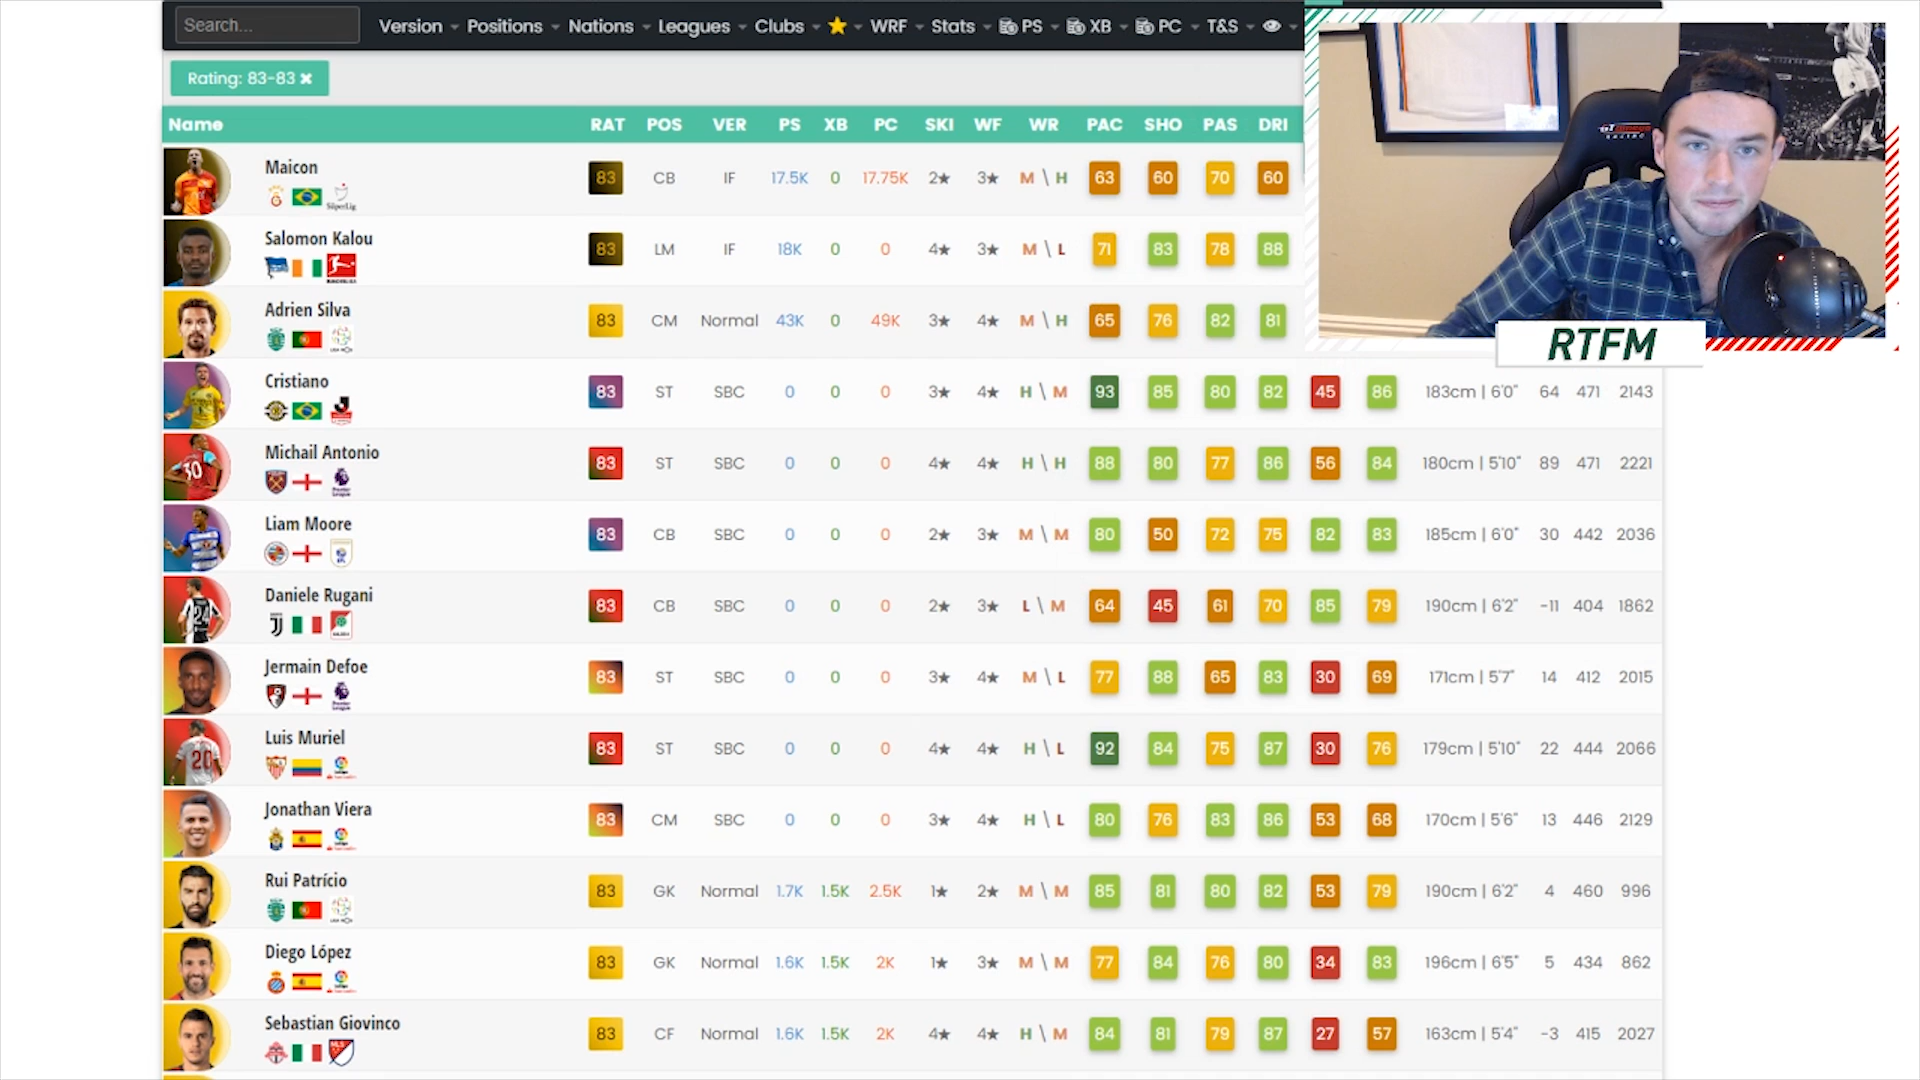 Search... Version Positions Nations Leagues Clubs WRF Stats PS XB PC T&S
Rating: 83-83 ✖
Name RAT POS VER PS XB PC SKI WF WR PAC SHO PAS DRI
Maicon 83 CB IF 17.5K 0 17.75K 2★ 3★ M \ H 63 60 70 60
Salomon Kalou 83 LM IF 18K 0 0 4★ 3★ M \ L 71 83 78 88
Adrien Silva 83 CM Normal 43K 0 49K 3★ 4★ M \ H 65 76 82 81
RTFM
Cristiano 83 ST SBC 0 0 0 3★ 4★ H \ M 93 85 80 82 45 86 183cm | 6'0" 64 471 2143
Michail Antonio 83 ST SBC 0 0 0 4★ 4★ H \ H 88 80 77 86 56 84 180cm | 5'10" 89 471 2221
Liam Moore 83 CB SBC 0 0 0 2★ 3★ M \ M 80 50 72 75 82 83 185cm | 6'0" 30 442 2036
Daniele Rugani 83 CB SBC 0 0 0 2★ 3★ L \ M 64 45 61 70 85 79 190cm | 6'2" -11 404 1862
Jermain Defoe 83 ST SBC 0 0 0 3★ 4★ M \ L 77 88 65 83 30 69 171cm | 5'7" 14 412 2015
Luis Muriel 83 ST SBC 0 0 0 4★ 4★ H \ L 92 84 75 87 30 76 179cm | 5'10" 22 444 2066
Jonathan Viera 83 CM SBC 0 0 0 3★ 4★ H \ L 80 76 83 86 53 68 170cm | 5'6" 13 446 2129
Rui Patrício 83 GK Normal 1.7K 1.5K 2.5K 1★ 2★ M \ M 85 81 80 82 53 79 190cm | 6'2" 4 460 996
Diego López 83 GK Normal 1.6K 1.5K 2K 1★ 3★ M \ M 77 84 76 80 34 83 196cm | 6'5" 5 434 862
Sebastian Giovinco 83 CF Normal 1.6K 1.5K 2K 4★ 4★ H \ M 84 81 79 87 27 57 163cm | 5'4" -3 415 2027